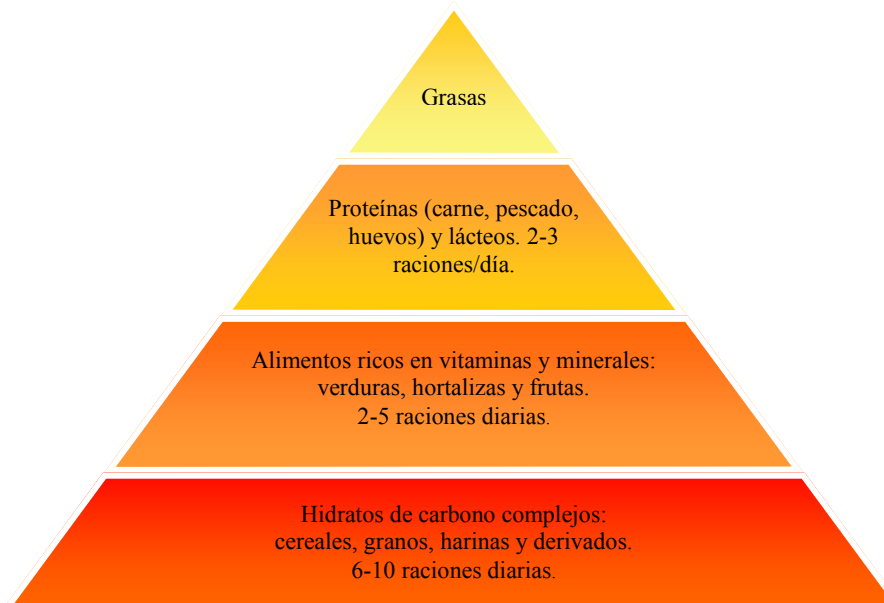 Grasas
Proteínas (carne, pescado,
huevos) y lácteos. 2-3
raciones/día.
Alimentos ricos en vitaminas y minerales:
verduras, hortalizas y frutas.
2-5 raciones diarias.
Hidratos de carbono complejos:
cereales, granos, harinas y derivados.
6-10 raciones diarias.